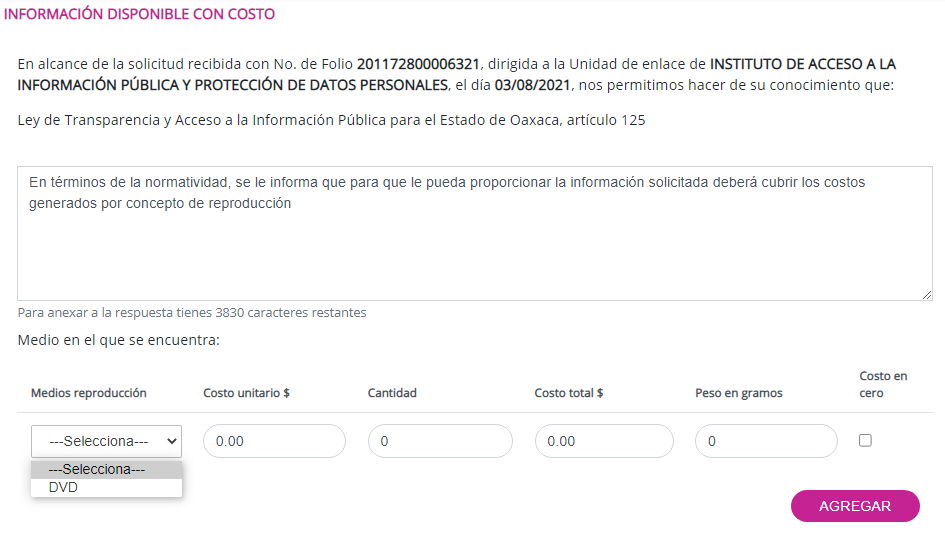 INFORMACIÓN DISPONIBLE CON COSTO
En alcance de la solicitud recibida con No. de Folio 201172800006321, dirigida a la Unidad de enlace de INSTITUTO DE ACCESO A LA
INFORMACIÓN PÚBLICA Y PROTECCIÓN DE DATOS PERSONALES, el día 03/08/2021, nos permitimos hacer de su conocimiento que:
Ley de Transparencia y Acceso a la Información Pública para el Estado de Oaxaca, artículo 125
En términos de la normatividad, se le informa que para que le pueda proporcionar la información solicitada deberá cubrir los costos
generados por concepto de reproducción
Para anexar a la respuesta tienes 3830 caracteres restantes
Medio en el que se encuentra:
Medios reproducción Costo unitario $ Cantidad Costo total $ Peso en gramos Costo en
cero
---Selecciona--- 0.00 0 0.00 0
---Selecciona---
DVD
AGREGAR